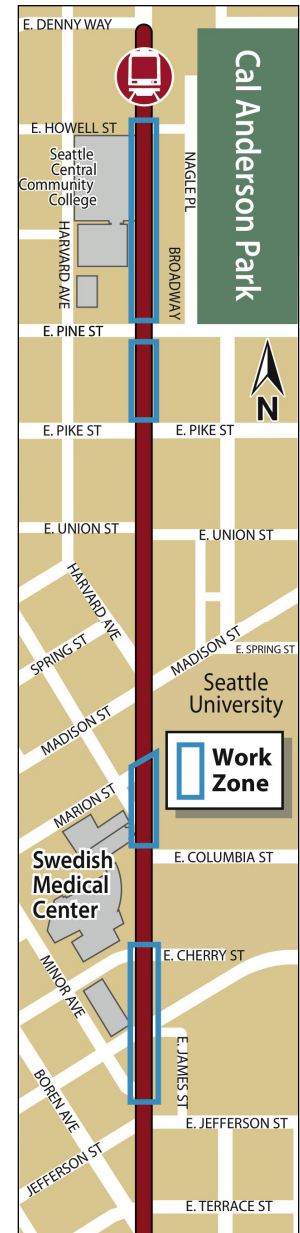 E. DENNY WAY
Cal Anderson Park
E. HOWELL ST
Seattle
Central
Community
College
NAGLE PL
HARVARD AVE
BROADWAY
E. PINE ST
N
E. PIKE ST
E. PIKE ST
E. UNION ST
E. UNION ST
HARVARD AVE
SPRING ST
MADISON ST
E. SPRING ST
MADISON ST
Seattle
University
Work
Zone
MARION ST
Swedish
Medical
Center
E. COLUMBIA ST
E. CHERRY ST
MINOR AVE
E. JAMES ST
BOREN AVE
E. JEFFERSON ST
JEFFERSON ST
E. TERRACE ST